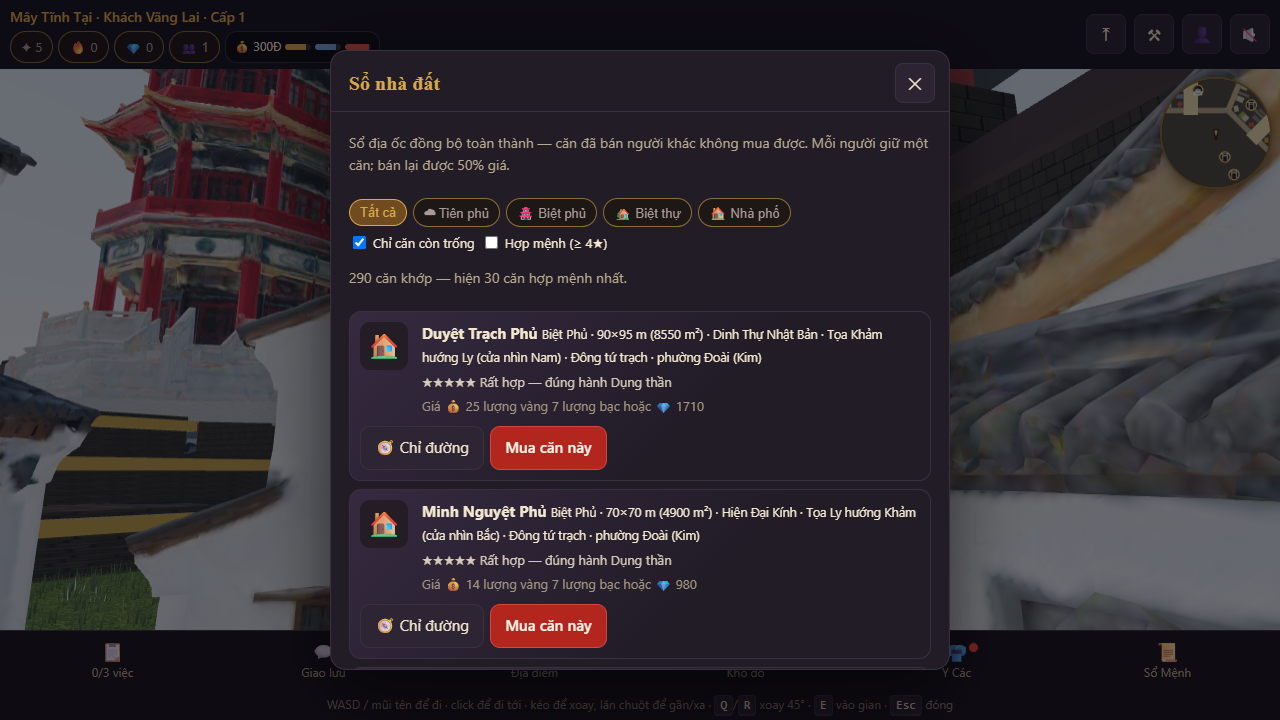 Mây Tĩnh Tại · Khách Vãng Lai · Cấp 1
5
0
0
1
300Đ
Sổ nhà đất
Sổ địa ốc đồng bộ toàn thành — căn đã bán người khác không mua được. Mỗi người giữ một
căn; bán lại được 50% giá.
Tất cả
Tiên phủ
Biệt phủ
Biệt thự
Nhà phố
Chỉ căn còn trống
Hợp mệnh (≥ 4★)
290 căn khớp — hiện 30 căn hợp mệnh nhất.
Duyệt Trạch Phủ Biệt Phủ · 90×95 m (8550 m²) · Dinh Thự Nhật Bản · Tọa Khảm
hướng Ly (cửa nhìn Nam) · Đông tứ trạch · phường Đoài (Kim)
★★★★★ Rất hợp — đúng hành Dụng thần
Giá 💰 25 lượng vàng 7 lượng bạc hoặc 💎 1710
Chỉ đường
Mua căn này
Minh Nguyệt Phủ Biệt Phủ · 70×70 m (4900 m²) · Hiện Đại Kính · Tọa Ly hướng Khảm
(cửa nhìn Bắc) · Đông tứ trạch · phường Đoài (Kim)
★★★★★ Rất hợp — đúng hành Dụng thần
Giá 💰 14 lượng vàng 7 lượng bạc hoặc 💎 980
Chỉ đường
Mua căn này
0/3 việc
Giao lưu
Địa điểm
Kho đồ
Y Các
Sổ Mệnh
WASD / mũi tên để đi · click để đi tới · kéo để xoay, lăn chuột để gần/xa · Q / R xoay 45° · E vào gian · Esc đóng